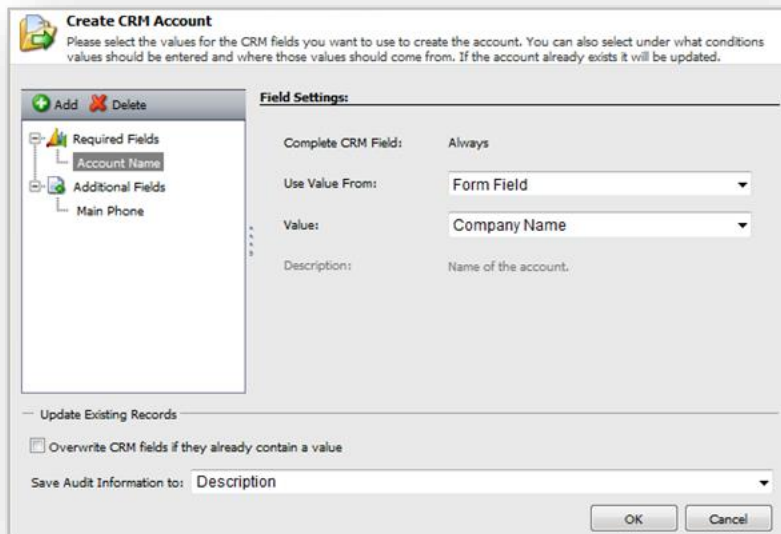 Create CRM Account
Please select the values for the CRM fields you want to use to create the account. You can also select under what conditions
values should be entered and where those values should come from. If the account already exists it will be updated.
Add Delete
Required Fields
Account Name
Additional Fields
Main Phone
Field Settings:
Complete CRM Field: Always
Use Value From: Form Field
Value: Company Name
Description: Name of the account.
Update Existing Records
Overwrite CRM fields if they already contain a value
Save Audit Information to: Description
OK Cancel